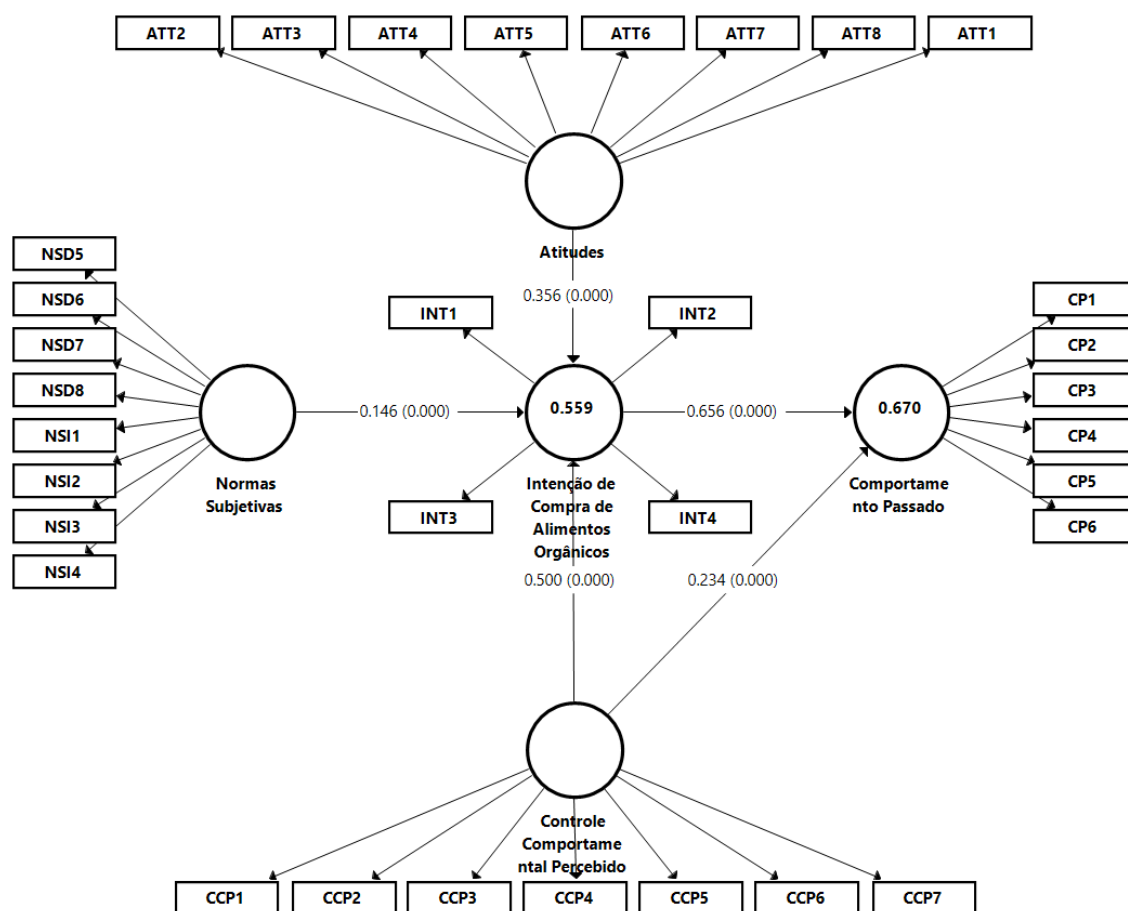 ATT2 ATT3 ATT4 ATT5 ATT6 ATT7 ATT8 ATT1
Atitudes
0.356 (0.000)
NSD5
NSD6
NSD7
NSD8
NSI1
NSI2
NSI3
NSI4
Normas
Subjetivas
0.146 (0.000)
INT1 INT2
0.559
INT3 INT4
Intenção de
Compra de
Alimentos
Orgânicos
0.500 (0.000)
0.656 (0.000)
0.670
Comportame
nto Passado
0.234 (0.000)
CP1
CP2
CP3
CP4
CP5
CP6
Controle
Comportame
ntal Percebido
CCP1 CCP2 CCP3 CCP4 CCP5 CCP6 CCP7